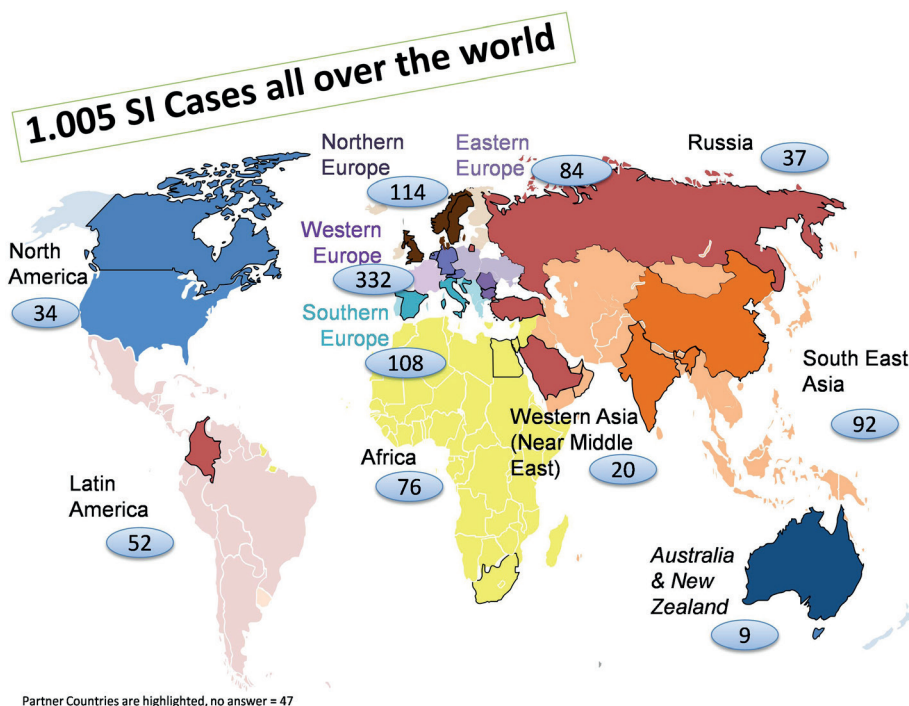 1.005 SI Cases all over the world
Northern
Europe
114
Eastern
Europe
84
Russia
37
North
America
34
Western
Europe
332
Southern
Europe
108
South East
Asia
92
Western Asia
(Near Middle
East)
20
Africa
76
Latin
America
52
Australia
& New
Zealand
9
Partner Countries are highlighted, no answer = 47